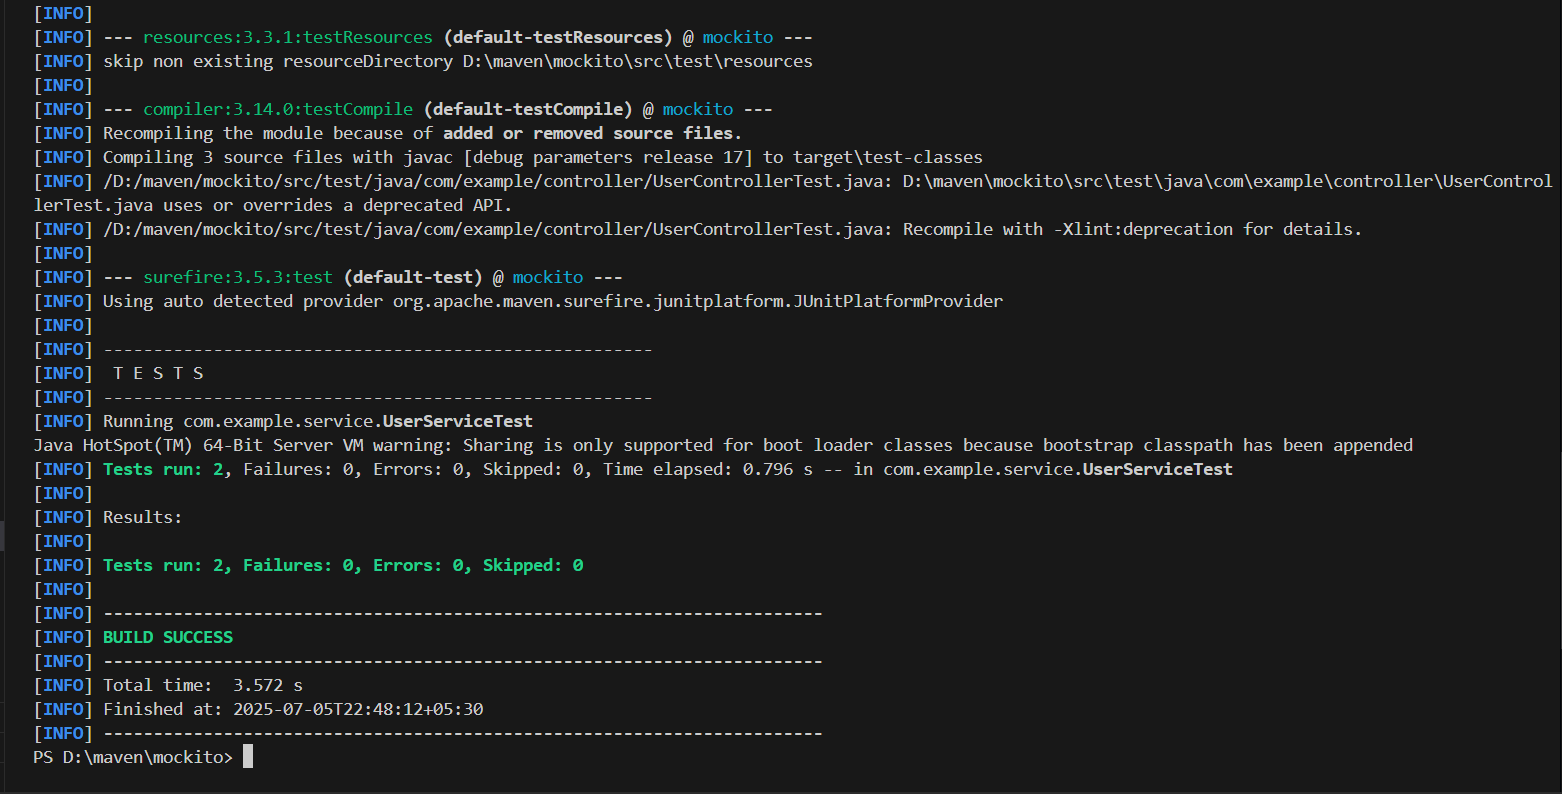 [INFO]
[INFO] --- resources:3.3.1:testResources (default-testResources) @ mockito ---
[INFO] skip non existing resourceDirectory D:\maven\mockito\src\test\resources
[INFO]
[INFO] --- compiler:3.14.0:testCompile (default-testCompile) @ mockito ---
[INFO] Recompiling the module because of added or removed source files.
[INFO] Compiling 3 source files with javac [debug parameters release 17] to target\test-classes
[INFO] /D:/maven/mockito/src/test/java/com/example/controller/UserControllerTest.java: D:\maven\mockito\src\test\java\com\example\controller\UserControl
lerTest.java uses or overrides a deprecated API.
[INFO] /D:/maven/mockito/src/test/java/com/example/controller/UserControllerTest.java: Recompile with -Xlint:deprecation for details.
[INFO]
[INFO] --- surefire:3.5.3:test (default-test) @ mockito ---
[INFO] Using auto detected provider org.apache.maven.surefire.junitplatform.JUnitPlatformProvider
[INFO]
[INFO] -------------------------------------------------------
[INFO]  T E S T S
[INFO] -------------------------------------------------------
[INFO] Running com.example.service.UserServiceTest
Java HotSpot(TM) 64-Bit Server VM warning: Sharing is only supported for boot loader classes because bootstrap classpath has been appended
[INFO] Tests run: 2, Failures: 0, Errors: 0, Skipped: 0, Time elapsed: 0.796 s -- in com.example.service.UserServiceTest
[INFO]
[INFO] Results:
[INFO]
[INFO] Tests run: 2, Failures: 0, Errors: 0, Skipped: 0
[INFO]
[INFO] ------------------------------------------------------------------------
[INFO] BUILD SUCCESS
[INFO] ------------------------------------------------------------------------
[INFO] Total time:  3.572 s
[INFO] Finished at: 2025-07-05T22:48:12+05:30
[INFO] ------------------------------------------------------------------------
PS D:\maven\mockito>